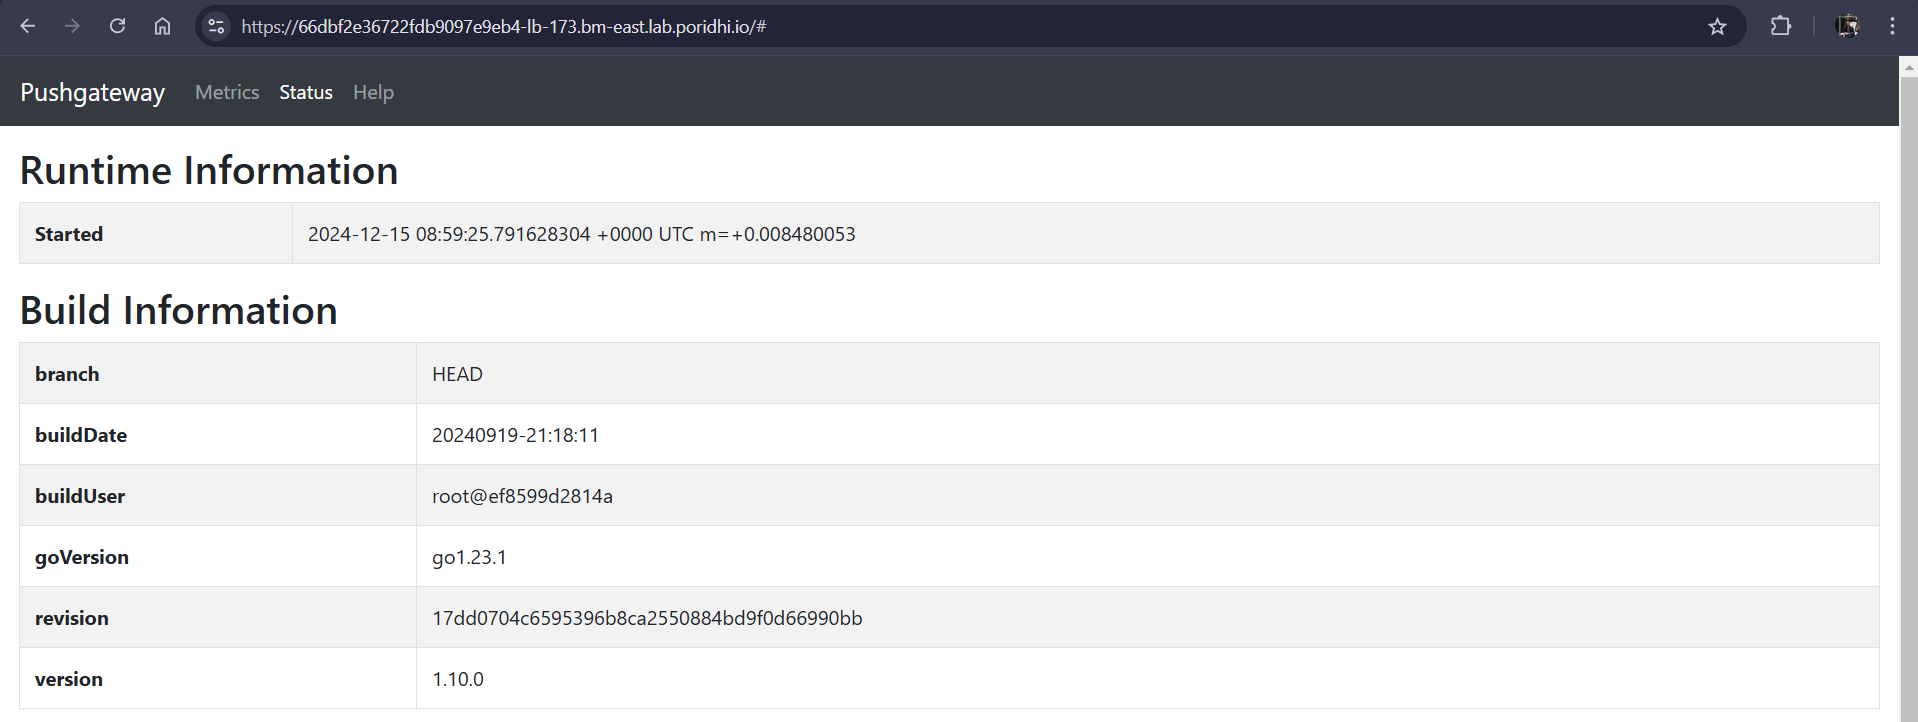 https://66dbf2e36722fdb9097e9eb4-lb-173.bm-east.lab.poridhi.io/#
Pushgateway Metrics Status Help
Runtime Information
Started 2024-12-15 08:59:25.791628304 +0000 UTC m=+0.008480053
Build Information
branch HEAD
buildDate 20240919-21:18:11
buildUser root@ef8599d2814a
goVersion go1.23.1
revision 17dd0704c6595396b8ca2550884bd9f0d66990bb
version 1.10.0